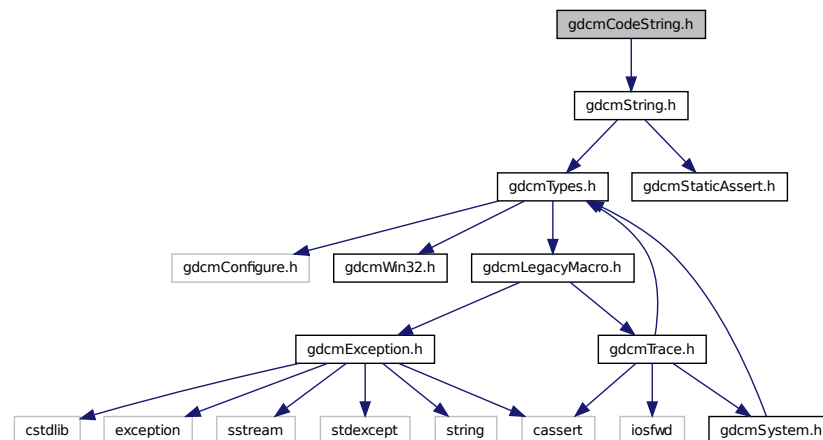 gdcmCodeString.h
gdcmString.h
gdcmTypes.h
gdcmStaticAssert.h
gdcmConfigure.h
gdcmWin32.h
gdcmLegacyMacro.h
gdcmException.h
gdcmTrace.h
cstdlib
exception
sstream
stdexcept
string
cassert
iosfwd
gdcmSystem.h